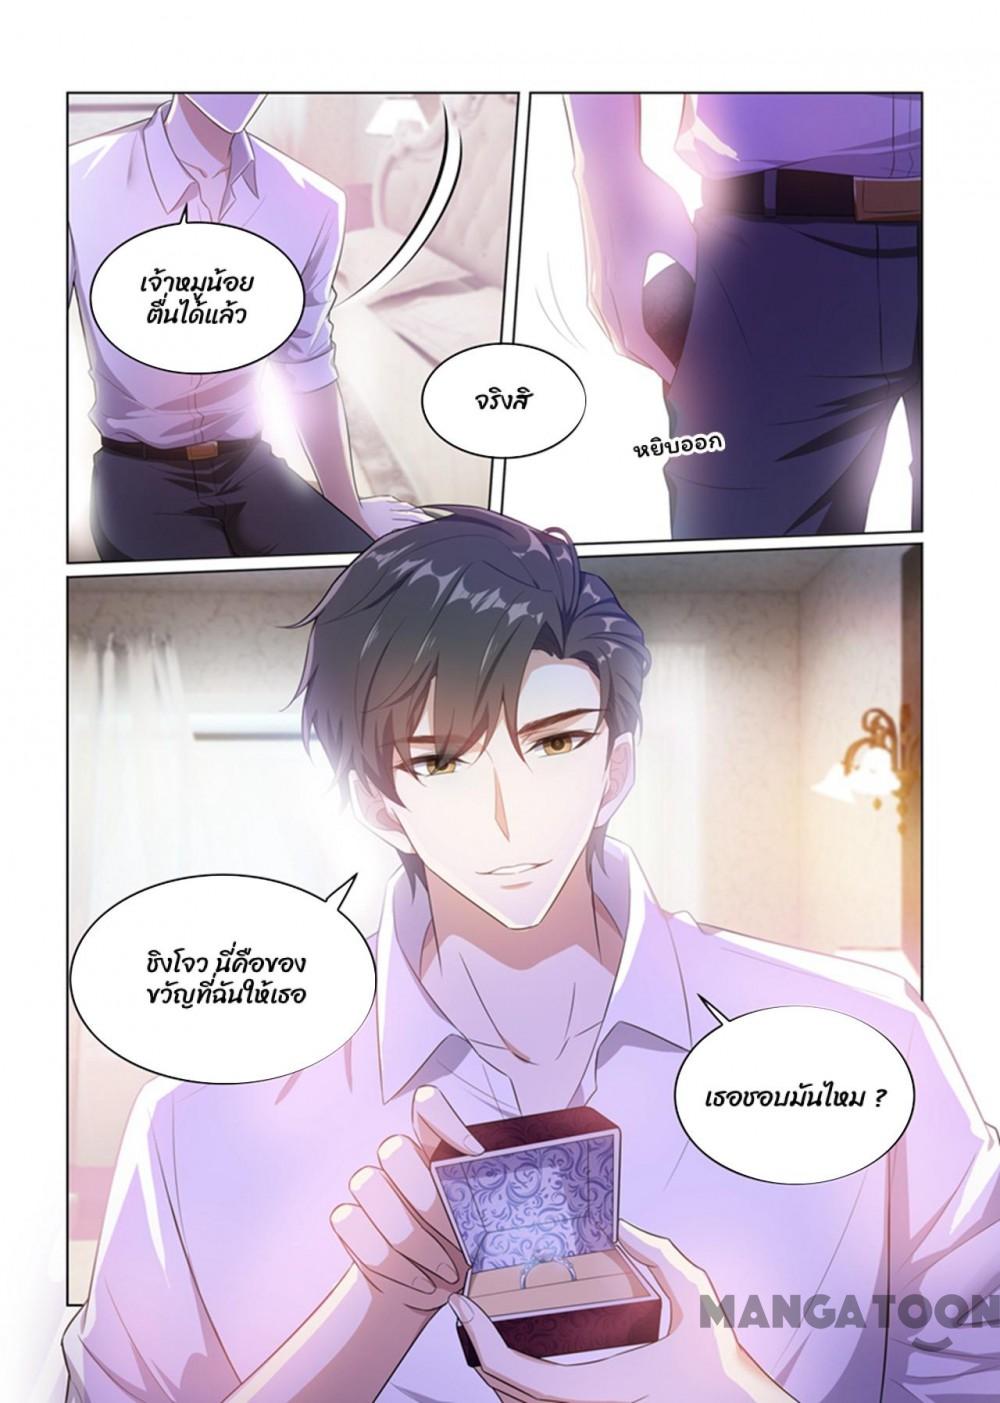 เจ้าหมูน้อย
ตื่นได้แล้ว
จริงสิ
หยิบออก
ชิงโจว นี่คือของ
ขวัญที่ฉันให้เธอ
เธอชอบมันไหม ?
MANGATOON